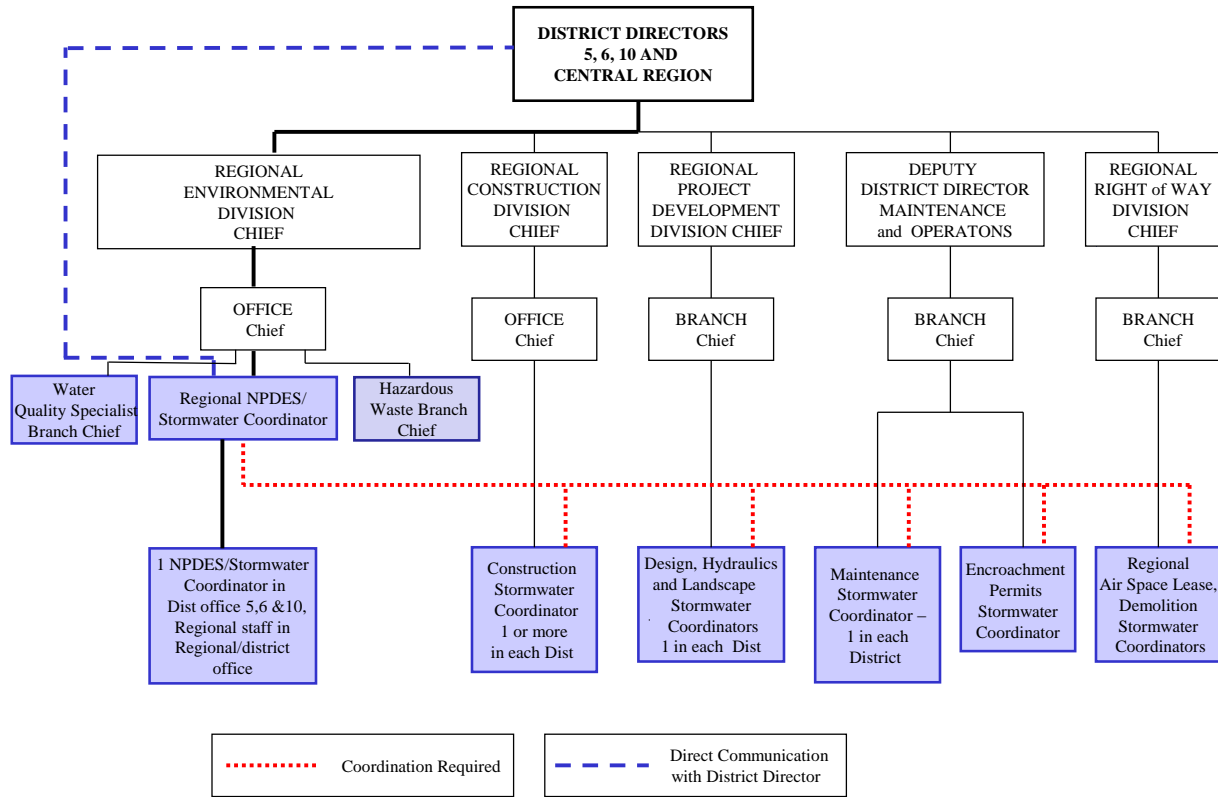 DISTRICT DIRECTORS
5, 6, 10 AND
CENTRAL REGION
REGIONAL
ENVIRONMENTAL
DIVISION
CHIEF
REGIONAL
CONSTRUCTION
DIVISION
CHIEF
REGIONAL
PROJECT
DEVELOPMENT
DIVISION CHIEF
DEPUTY
DISTRICT DIRECTOR
MAINTENANCE
and OPERATONS
REGIONAL
RIGHT of WAY
DIVISION
CHIEF
OFFICE
Chief
OFFICE
Chief
BRANCH
Chief
BRANCH
Chief
BRANCH
Chief
Water
Quality Specialist
Branch Chief
Regional NPDES/
Stormwater Coordinator
Hazardous
Waste Branch
Chief
1 NPDES/Stormwater
Coordinator in
Dist office 5,6 &10,
Regional staff in
Regional/district
office
Construction
Stormwater
Coordinator
1 or more
in each Dist
Design, Hydraulics
and Landscape
Stormwater
Coordinators
1 in each Dist
Maintenance
Stormwater
Coordinator –
1 in each
District
Encroachment
Permits
Stormwater
Coordinator
Regional
Air Space Lease,
Demolition
Stormwater
Coordinators
Coordination Required
Direct Communication
with District Director